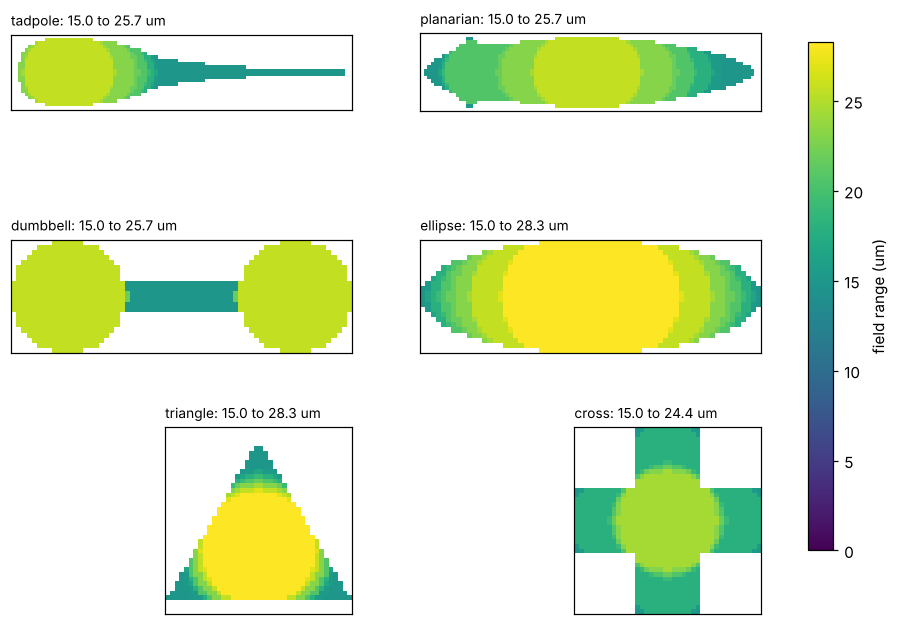 tadpole: 15.0 to 25.7 um
planarian: 15.0 to 25.7 um
dumbbell: 15.0 to 25.7 um
ellipse: 15.0 to 28.3 um
triangle: 15.0 to 28.3 um
cross: 15.0 to 24.4 um
25
20
15
10
5
0
field range (um)